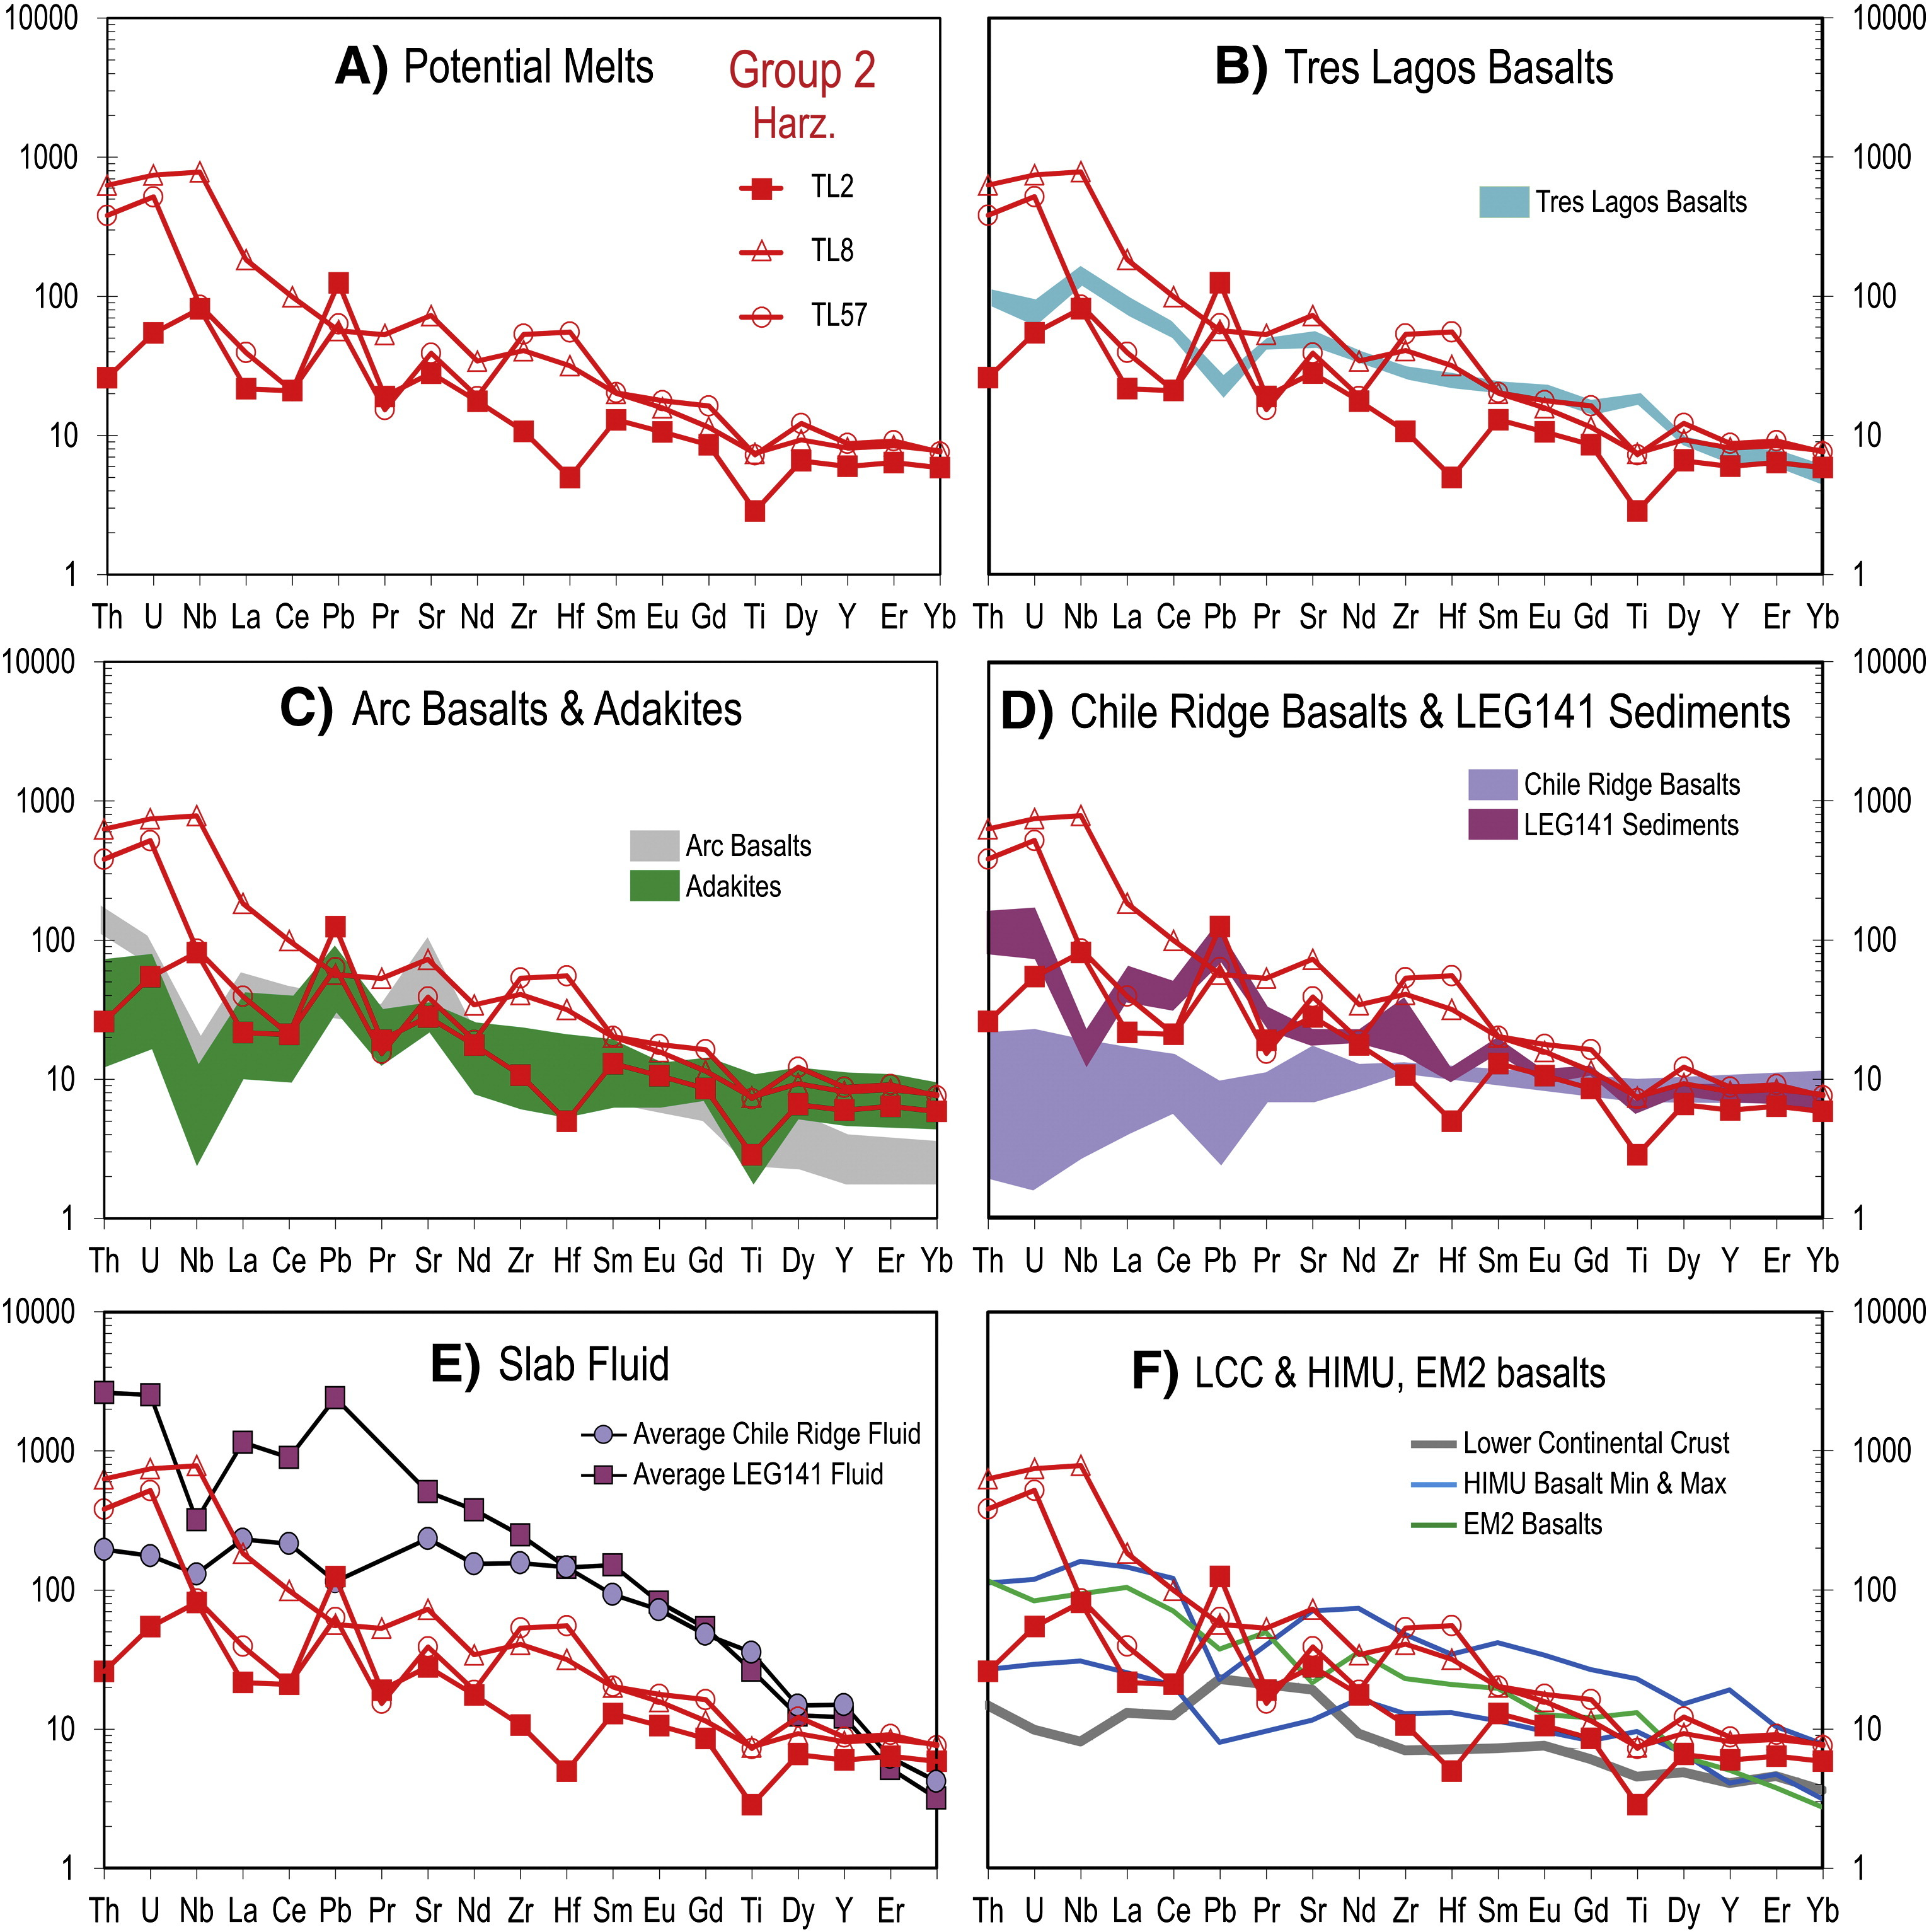 A) Potential Melts
Group 2
Harz.
TL2
TL8
TL57
10000
1000
100
10
1
Th U Nb La Ce Pb Pr Sr Nd Zr Hf Sm Eu Gd Ti Dy Y Er Yb
B) Tres Lagos Basalts
Tres Lagos Basalts
10000
1000
100
10
1
Th U Nb La Ce Pb Pr Sr Nd Zr Hf Sm Eu Gd Ti Dy Y Er Yb
C) Arc Basalts & Adakites
Arc Basalts
Adakites
10000
1000
100
10
1
Th U Nb La Ce Pb Pr Sr Nd Zr Hf Sm Eu Gd Ti Dy Y Er Yb
D) Chile Ridge Basalts & LEG141 Sediments
Chile Ridge Basalts
LEG141 Sediments
10000
1000
100
10
1
Th U Nb La Ce Pb Pr Sr Nd Zr Hf Sm Eu Gd Ti Dy Y Er Yb
E) Slab Fluid
Average Chile Ridge Fluid
Average LEG141 Fluid
10000
1000
100
10
1
Th U Nb La Ce Pb Pr Sr Nd Zr Hf Sm Eu Gd Ti Dy Y Er
F) LCC & HIMU, EM2 basalts
Lower Continental Crust
HIMU Basalt Min & Max
EM2 Basalts
10000
1000
100
10
1
Th U Nb La Ce Pb Pr Sr Nd Zr Hf Sm Eu Gd Ti Dy Y Er Yb